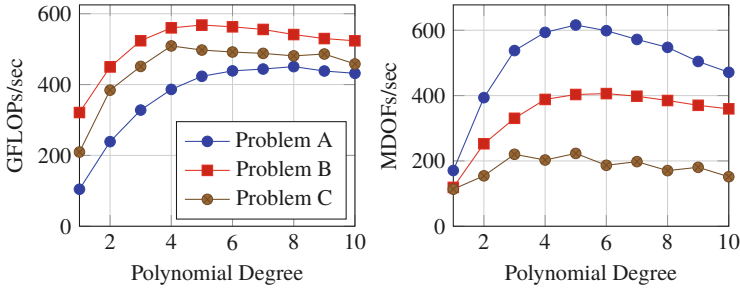 GFLOPs/sec
600
400
200
0
2
4
6
8
10
Polynomial Degree
Problem A
Problem B
Problem C
MDOFs/sec
600
400
200
0
2
4
6
8
10
Polynomial Degree